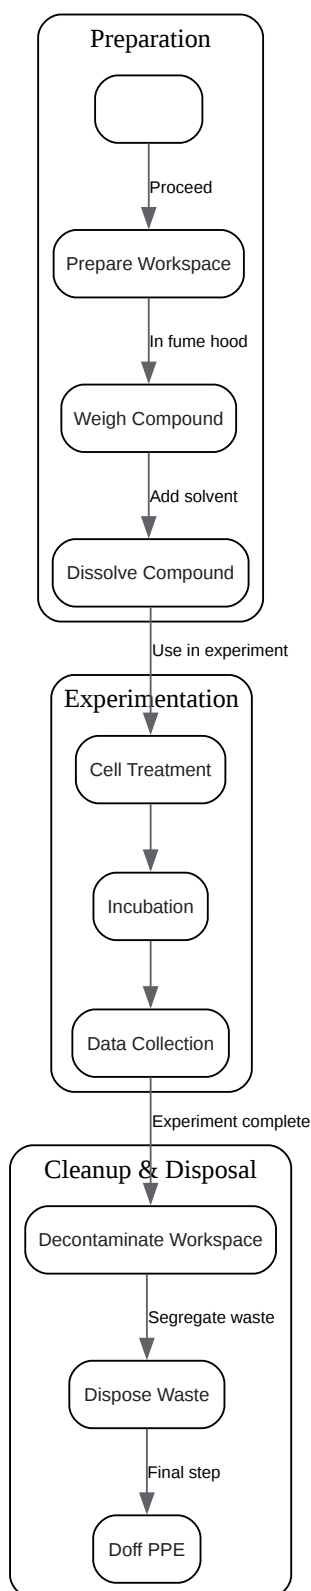 Preparation
Proceed
Prepare Workspace
In fume hood
Weigh Compound
Add solvent
Dissolve Compound
Use in experiment
Experimentation
Cell Treatment
Incubation
Data Collection
Experiment complete
Cleanup & Disposal
Decontaminate Workspace
Segregate waste
Dispose Waste
Final step
Doff PPE